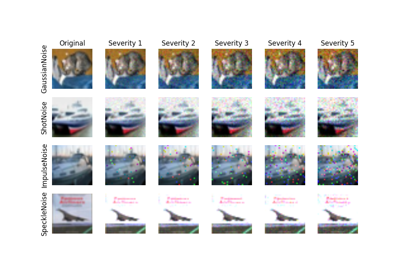 Original Severity 1 Severity 2 Severity 3 Severity 4 Severity 5
GaussianNoise
ShotNoise
ImpulseNoise
SpeckleNoise